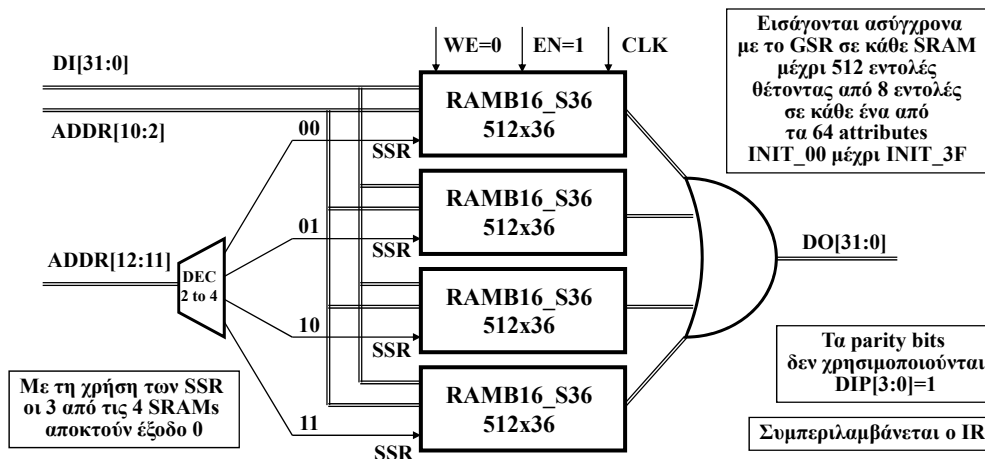 WE=0 EN=1 CLK
DI[31:0]
ADDR[10:2]
00
SSR
RAMB16_S36
512x36
Εισάγονται ασύγχρονα
με το GSR σε κάθε SRAM
μέχρι 512 εντολές
θέτοντας από 8 εντολές
σε κάθε ένα από
τα 64 attributes
INIT_00 μέχρι INIT_3F
01
SSR
RAMB16_S36
512x36
ADDR[12:11]
DEC
2 to 4
DO[31:0]
10
SSR
RAMB16_S36
512x36
Τα parity bits
δεν χρησιμοποιούνται
DIP[3:0]=1
Με τη χρήση των SSR
οι 3 από τις 4 SRAMs
αποκτούν έξοδο 0
11
SSR
RAMB16_S36
512x36
Συμπεριλαμβάνεται ο IR